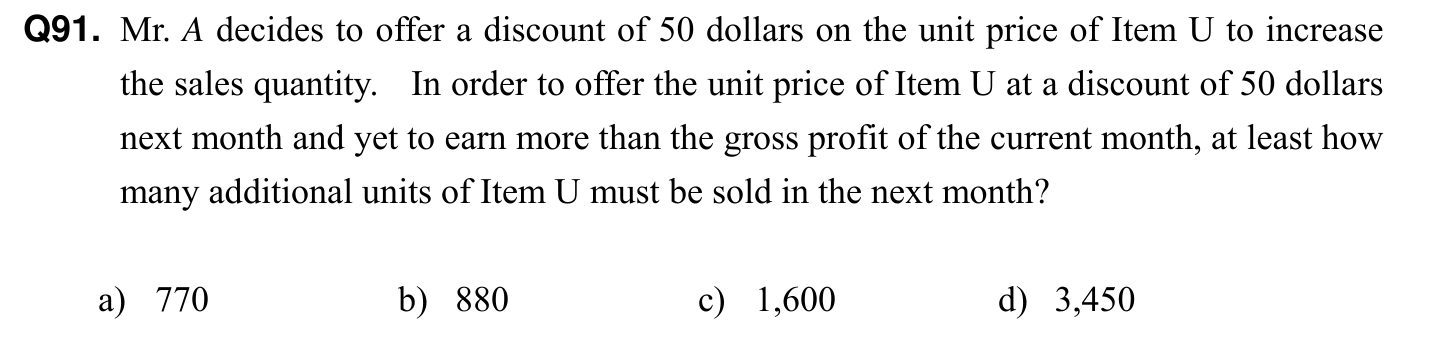 Q91. Mr. A decides to offer a discount of 50 dollars on the unit price of Item U to increase
the sales quantity. In order to offer the unit price of Item U at a discount of 50 dollars
next month and yet to earn more than the gross profit of the current month, at least how
many additional units of Item U must be sold in the next month?
a) 770 b) 880 c) 1,600 d) 3,450